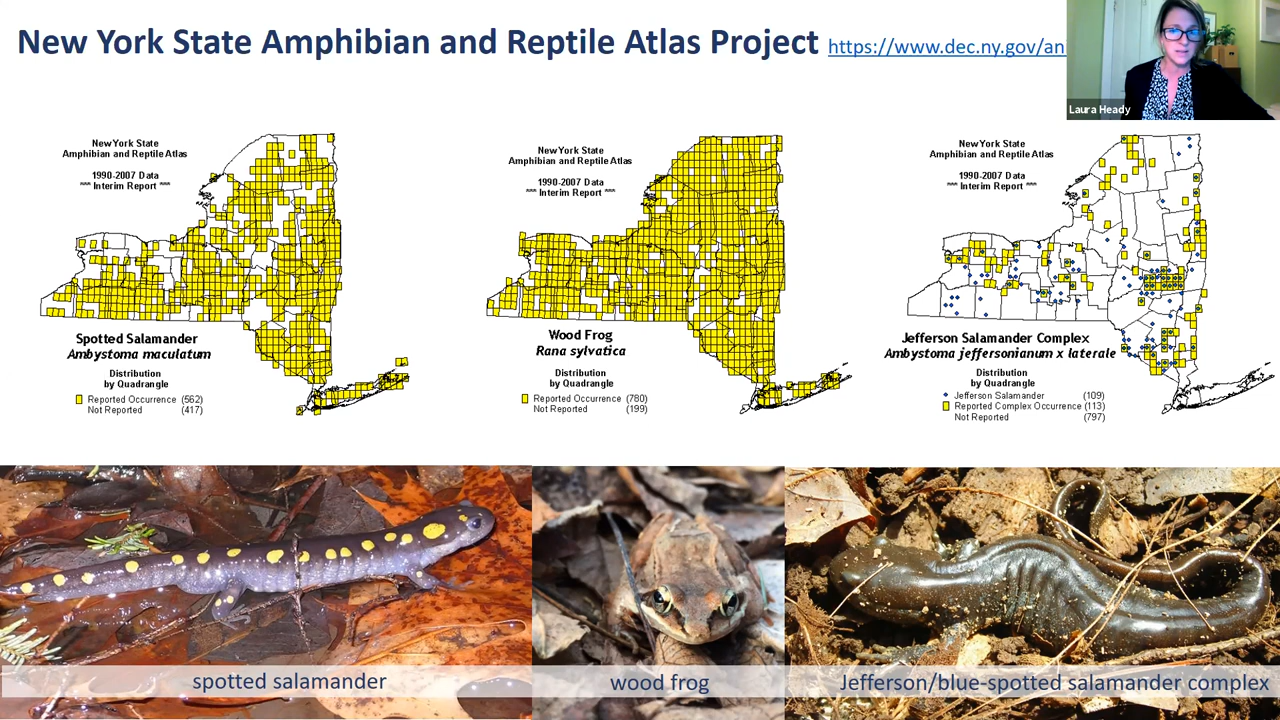 New York State Amphibian and Reptile Atlas Project https://www.dec.ny.gov/an
Laura Heady
New York State
Amphibian and Reptile Atlas
1990-2007 Data
*** Interim Report ***
Spotted Salamander
Ambystoma maculatum
Distribution
by Quadrangle
Reported Occurrence (562)
Not Reported (417)
New York State
Amphibian and Reptile Atlas
1990-2007 Data
*** Interim Report ***
Wood Frog
Rana sylvatica
Distribution
by Quadrangle
Reported Occurrence (780)
Not Reported (199)
New York State
Amphibian and Reptile Atlas
1990-2007 Data
*** Interim Report ***
Jefferson Salamander Complex
Ambystoma jeffersonianum x laterale
Distribution
by Quadrangle
Jefferson Salamander (109)
Reported Complex Occurrence (113)
Not Reported (797)
spotted salamander
wood frog
Jefferson/blue-spotted salamander complex